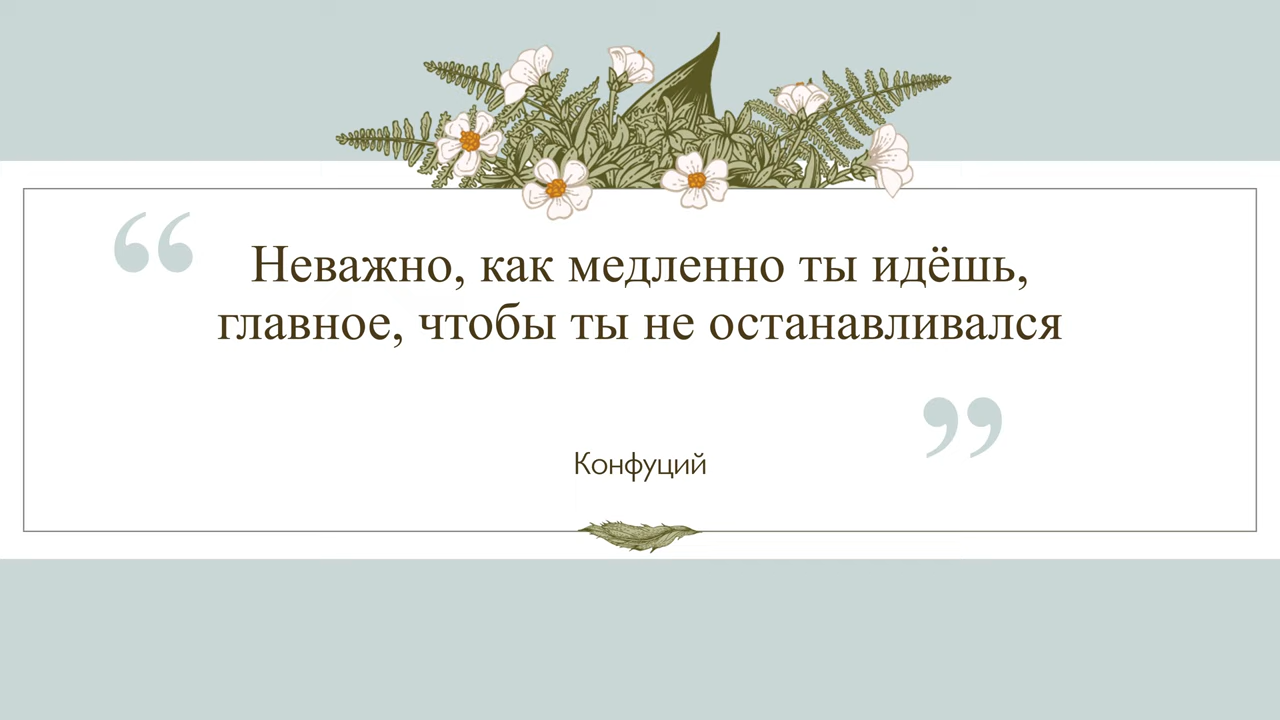 “
Неважно, как медленно ты идёшь,
главное, чтобы ты не останавливался
”
Конфуций